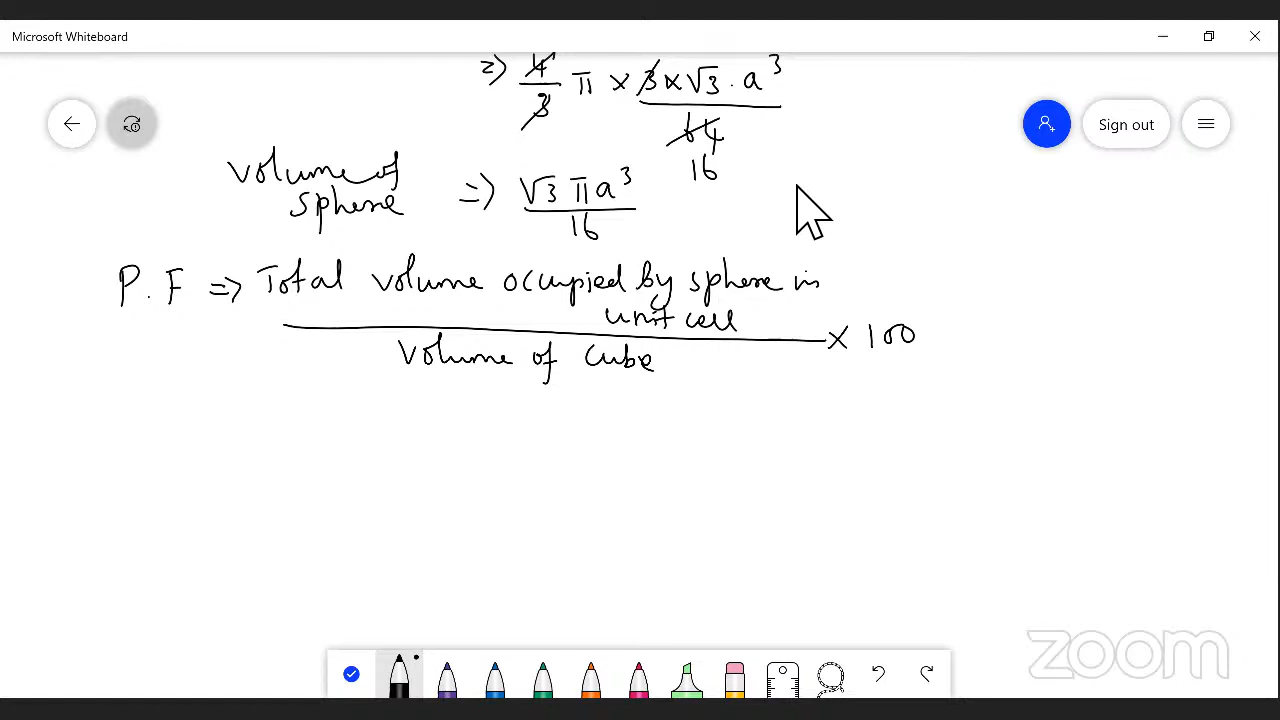 Microsoft Whiteboard
=> 4/3 π × 3×√3 . a³ / 64
16
Sign out
Volume of
sphere => √3 πa³ / 16
P.F => Total volume occupied by sphere in
unit cell
× 100
Volume of cube
zoom